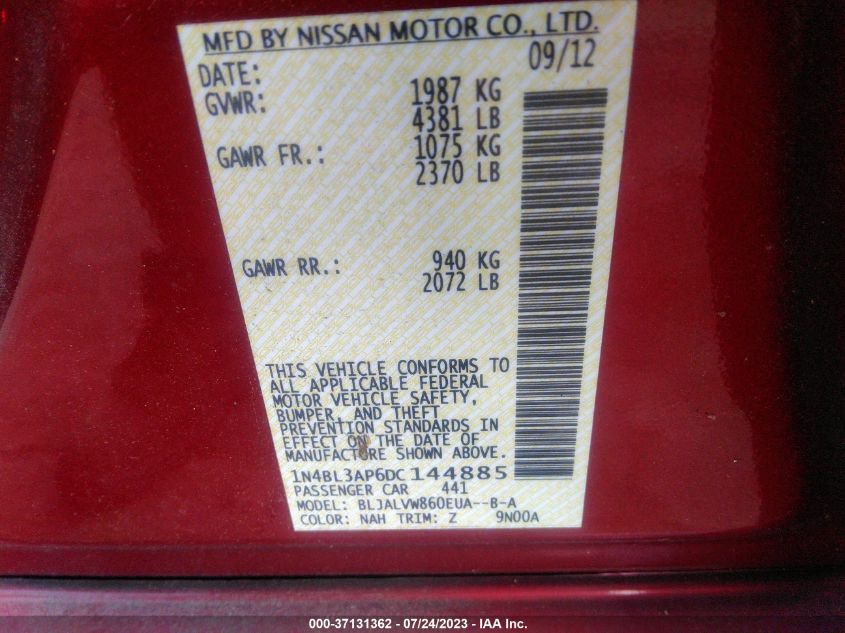 MFD BY NISSAN MOTOR CO., LTD.
DATE: 09/12
GVWR: 1987 KG
4381 LB
GAWR FR.: 1075 KG
2370 LB
GAWR RR.: 940 KG
2072 LB
THIS VEHICLE CONFORMS TO
ALL APPLICABLE FEDERAL
MOTOR VEHICLE SAFETY,
BUMPER, AND THEFT
PREVENTION STANDARDS IN
EFFECT ON THE DATE OF
MANUFACTURE SHOWN ABOVE.
1N4BL3AP6DC144885
PASSENGER CAR 441
MODEL: BLJALVW860EUA--B-A
COLOR: NAH TRIM: Z 9N00A
000-37131362 - 07/24/2023 - IAA Inc.